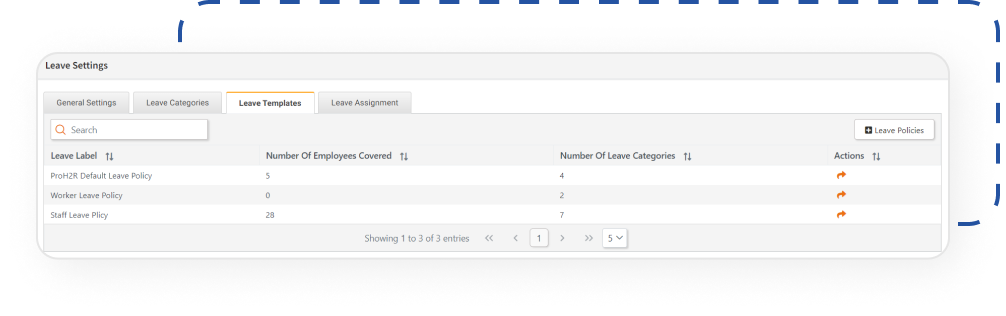 Leave Settings
General Settings Leave Categories Leave Templates Leave Assignment
Search Leave Policies
Leave Label Number Of Employees Covered Number Of Leave Categories Actions
ProH2R Default Leave Policy 5 4
Worker Leave Policy 0 2
Staff Leave Plicy 28 7
Showing 1 to 3 of 3 entries 1 5